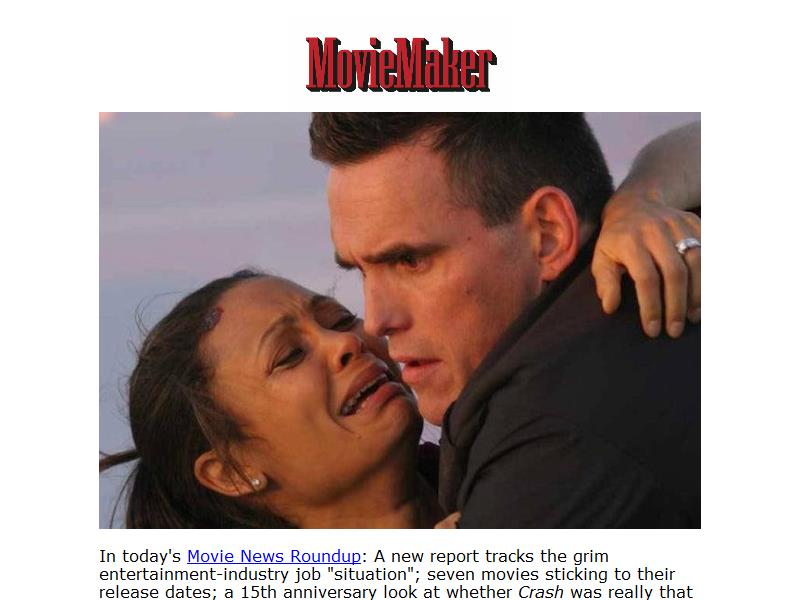 MovieMaker
In today's Movie News Roundup: A new report tracks the grim
entertainment-industry job "situation"; seven movies sticking to their
release dates; a 15th anniversary look at whether Crash was really that